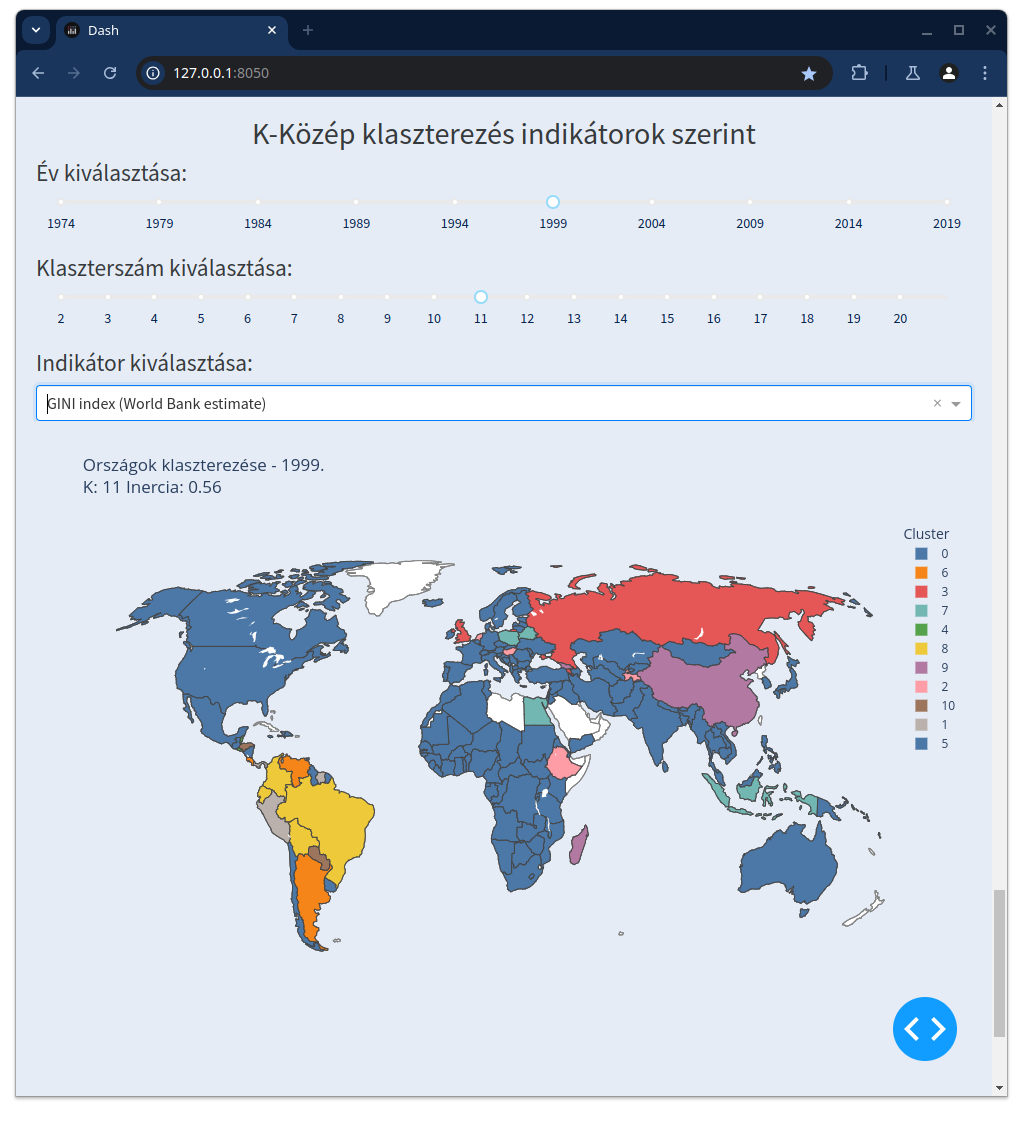 Dash
127.0.0.1:8050
K-Közép klaszterezés indikátorok szerint
Év kiválasztása:
1974 1979 1984 1989 1994 1999 2004 2009 2014 2019
Klaszterszám kiválasztása:
2 3 4 5 6 7 8 9 10 11 12 13 14 15 16 17 18 19 20
Indikátor kiválasztása:
GINI index (World Bank estimate)
Országok klaszterezése - 1999.
K: 11 Inercia: 0.56
Cluster
0
6
3
7
4
8
9
2
10
1
5